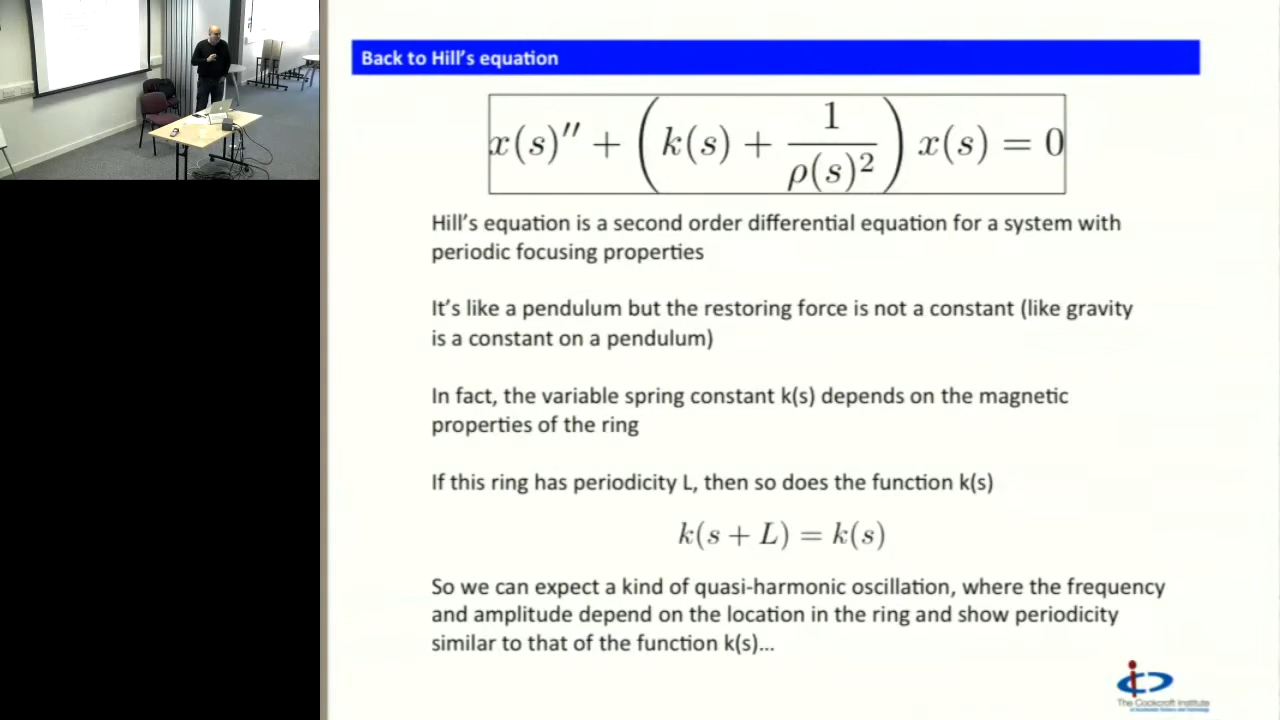 Back to Hill's equation
x(s)'' + ( k(s) + 1/ρ(s)² ) x(s) = 0
Hill's equation is a second order differential equation for a system with
periodic focusing properties
It's like a pendulum but the restoring force is not a constant (like gravity
is a constant on a pendulum)
In fact, the variable spring constant k(s) depends on the magnetic
properties of the ring
If this ring has periodicity L, then so does the function k(s)
k(s + L) = k(s)
So we can expect a kind of quasi-harmonic oscillation, where the frequency
and amplitude depend on the location in the ring and show periodicity
similar to that of the function k(s)...
The Cockcroft Institute